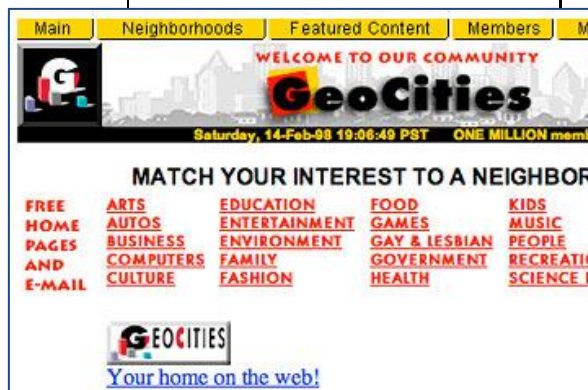 Main Neighborhoods Featured Content Members
WELCOME TO OUR COMMUNITY
G GeoCities
Saturday, 14-Feb-98 19:06:49 PST ONE MILLION
MATCH YOUR INTEREST TO A
FREE ARTS EDUCATION FOOD KIDS
HOME AUTOS ENTERTAINMENT GAMES MUSIC
PAGES BUSINESS ENVIRONMENT GAY & LESBIAN PEOPLE
AND COMPUTERS FAMILY GOVERNMENT
E-MAIL CULTURE FASHION HEALTH SCIENCE
GEOCITIES
Your home on the web!